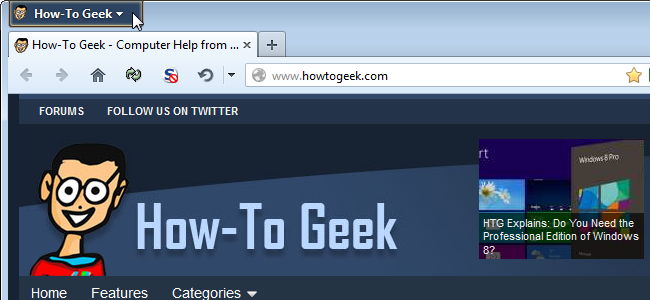 How-To Geek
How-To Geek - Computer Help from ...
www.howtogeek.com
FORUMS FOLLOW US ON TWITTER
rt
Windows 8 Pro
How-To Geek
HTG Explains: Do You Need the
Professional Edition of Windows
8?
Home Features Categories